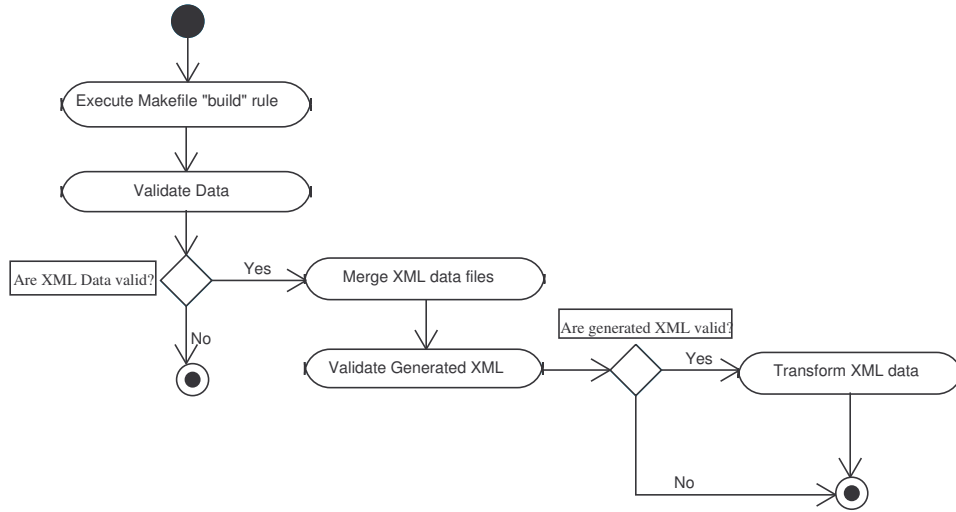 Execute Makefile "build" rule
Validate Data
Are XML Data valid?
Yes
Merge XML data files
No
Are generated XML valid?
Validate Generated XML
Yes
Transform XML data
No